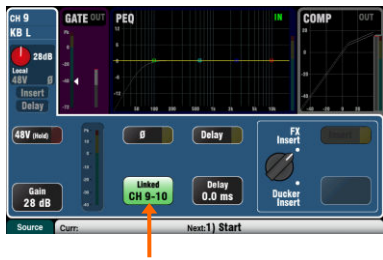 CH 9
KB L
28dB
Local
48V Ø
Insert
Delay
GATE OUT
PEQ
IN
COMP
OUT
48V (Hold)
Ø
Delay
FX
Insert
Gain
28 dB
Linked
CH 9-10
Delay
0.0 ms
Ducker
Insert
Source
Curr:
Next:1) Start